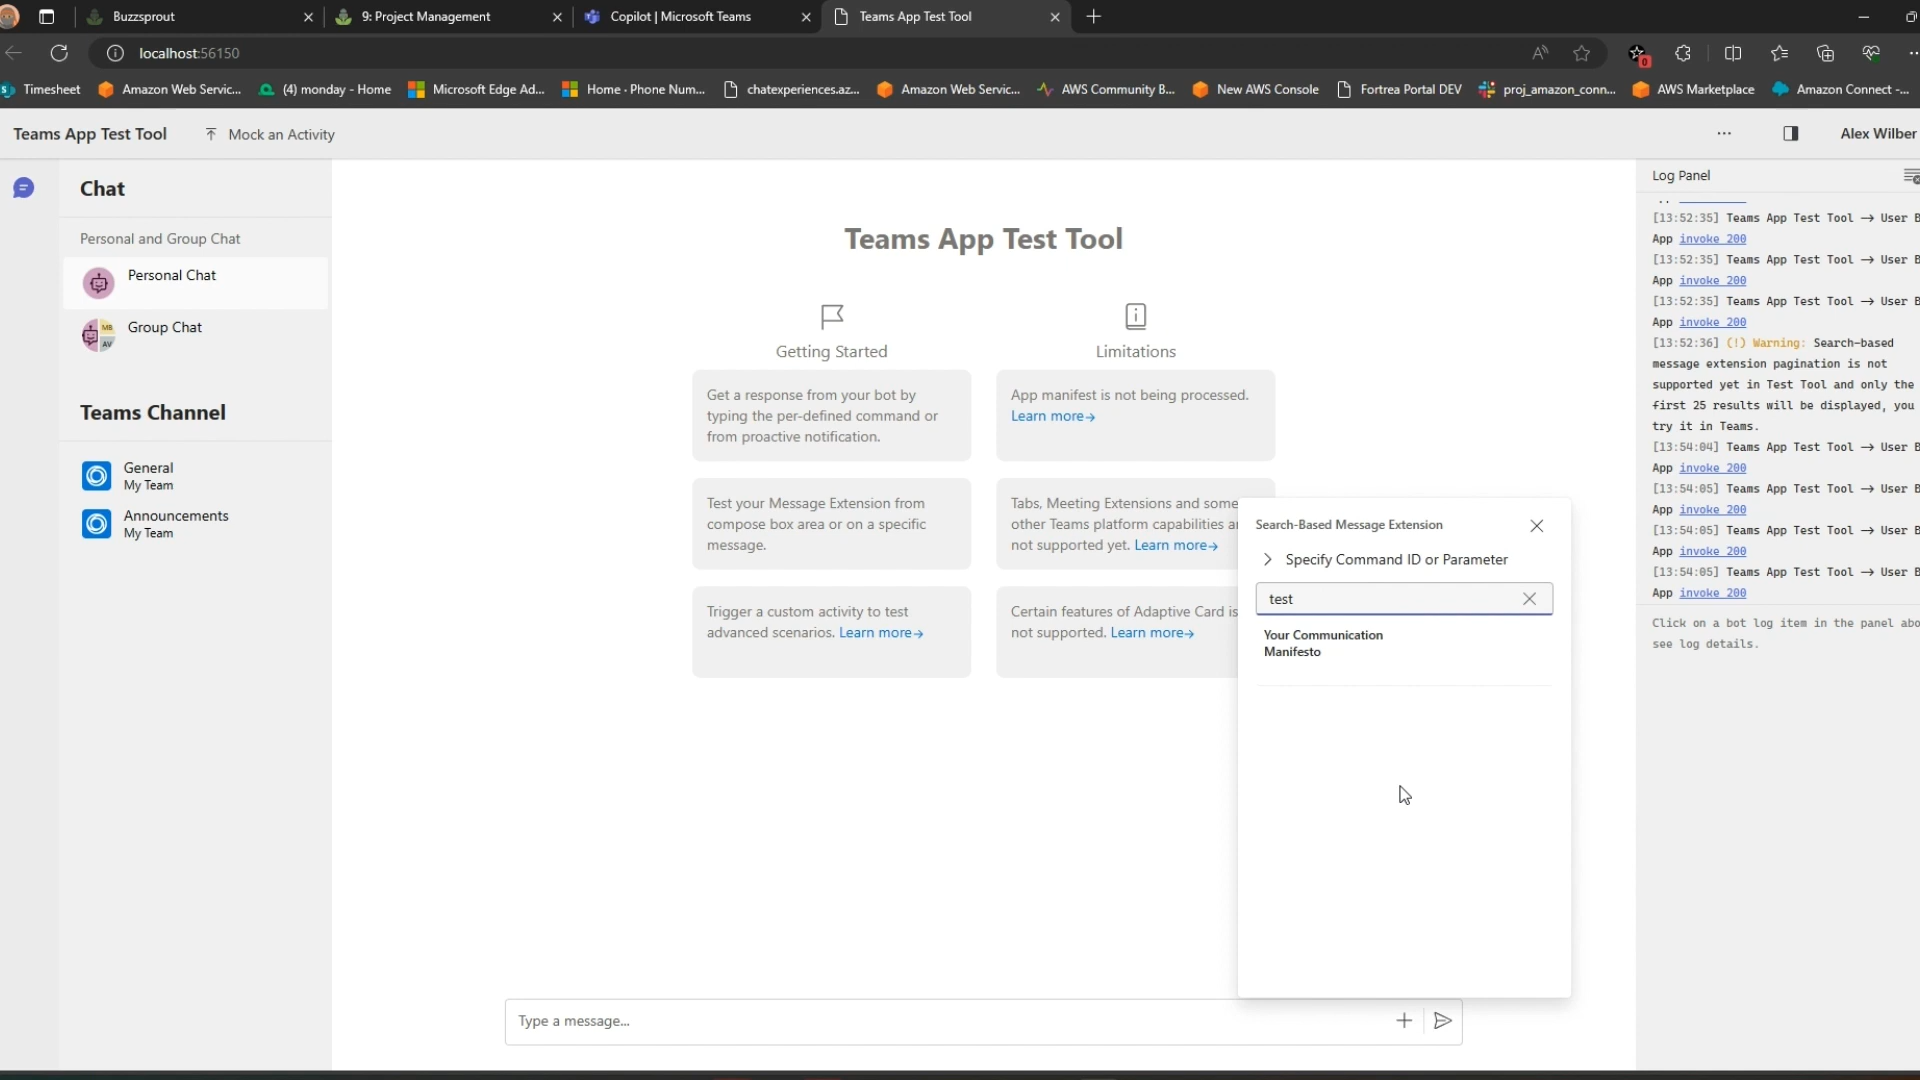 Buzzsprout
9: Project Management
Copilot | Microsoft Teams
Teams App Test Tool
localhost:56150
0
Timesheet
Amazon Web Servic...
(4) monday - Home
Microsoft Edge Ad...
Home - Phone Num...
chatexperiences.az...
Amazon Web Servic...
AWS Community B...
New AWS Console
Fortrea Portal DEV
proj_amazon_conn...
AWS Marketplace
Amazon Connect -...
Teams App Test Tool
Mock an Activity
Alex Wilber
Chat
Personal and Group Chat
Personal Chat
MB
AV
Group Chat
Teams Channel
General
My Team
Announcements
My Team
Teams App Test Tool
Getting Started
Get a response from your bot by
typing the per-defined command or
from proactive notification.
Test your Message Extension from
compose box area or on a specific
message.
Trigger a custom activity to test
advanced scenarios. Learn more→
Limitations
App manifest is not being processed.
Learn more→
Tabs, Meeting Extensions and some
other Teams platform capabilities
not supported yet. Learn more→
Certain features of Adaptive Card is
not supported. Learn more→
Search-Based Message Extension
Specify Command ID or Parameter
test
Your Communication
Manifesto
Type a message...
Log Panel
[13:52:35] Teams App Test Tool → User
App invoke 200
[13:52:35] Teams App Test Tool → User
App invoke 200
[13:52:35] Teams App Test Tool → User
App invoke 200
[13:52:36] (!) Warning: Search-based
message extension pagination is not
supported yet in Test Tool and only the
first 25 results will be displayed, you
try it in Teams.
[13:54:04] Teams App Test Tool → User
App invoke 200
[13:54:05] Teams App Test Tool → User
App invoke 200
[13:54:05] Teams App Test Tool → User
App invoke 200
[13:54:05] Teams App Test Tool → User
App invoke 200
Click on a bot log item in the panel
see log details.